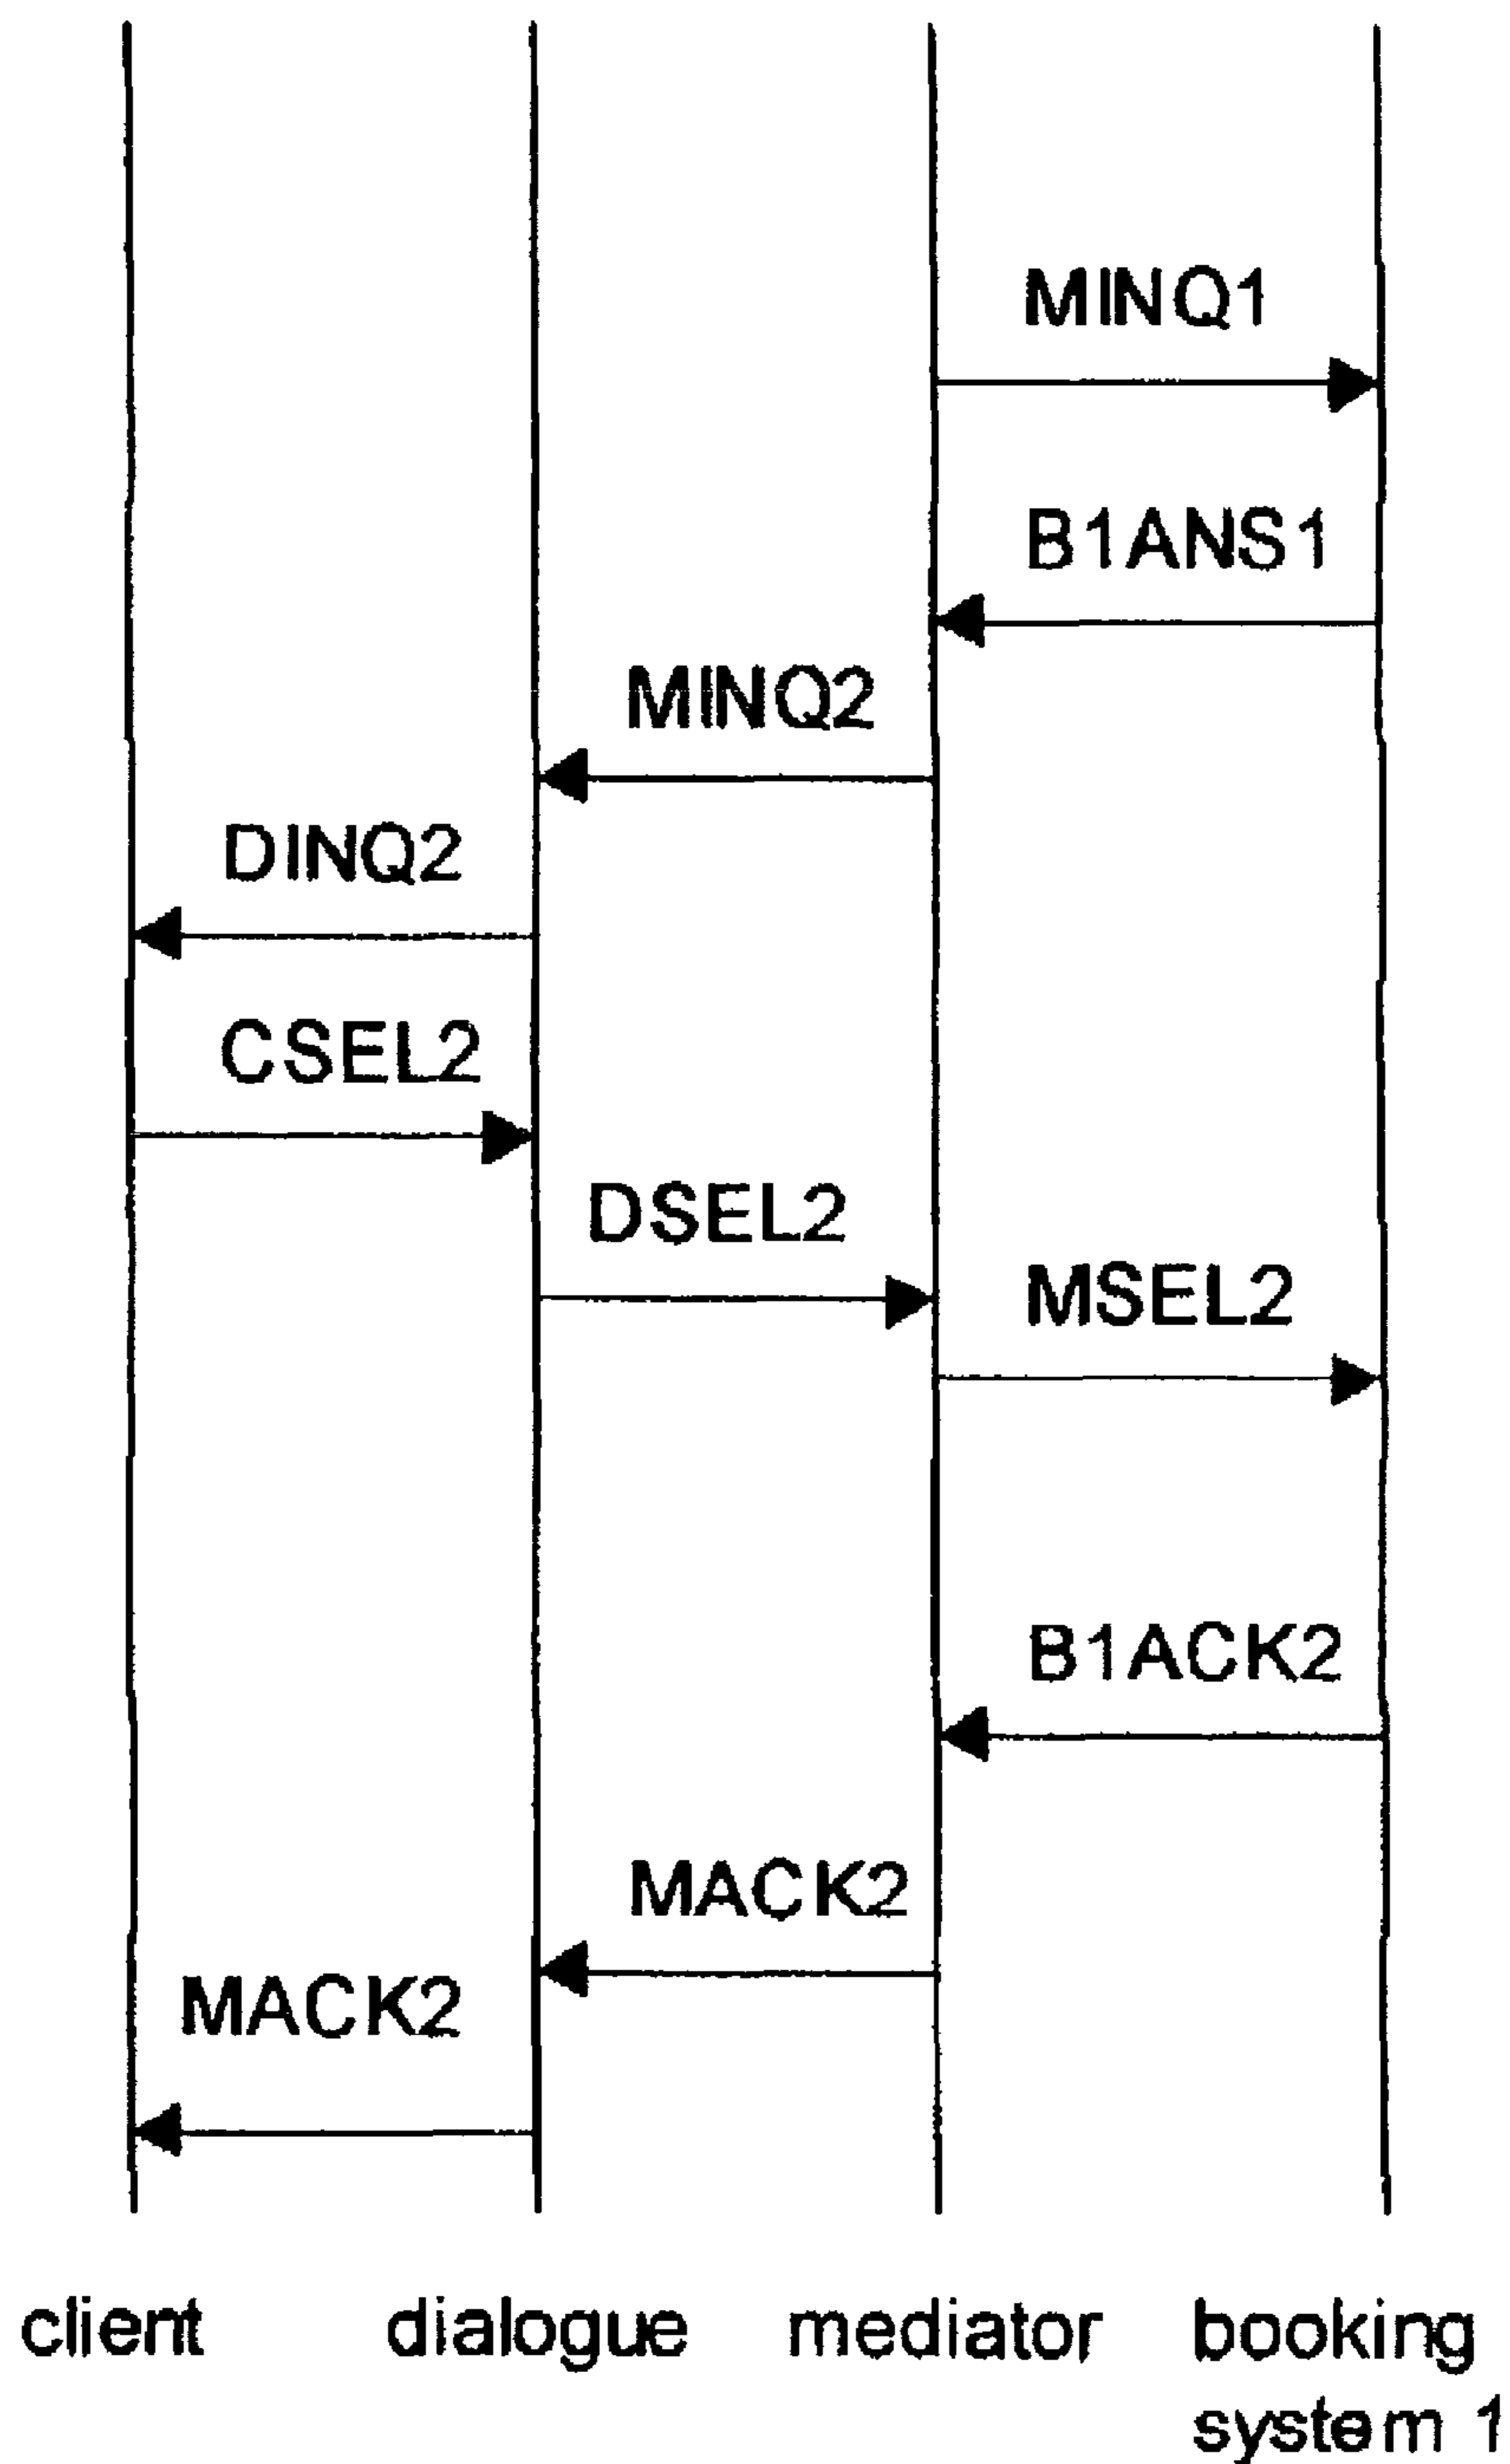 MINQ1
B1ANS1
MINQ2
DINQ2
CSEL2
DSEL2
MSEL2
B1ACK2
MACK2
MACK2
client dialogue mediator booking
system 1